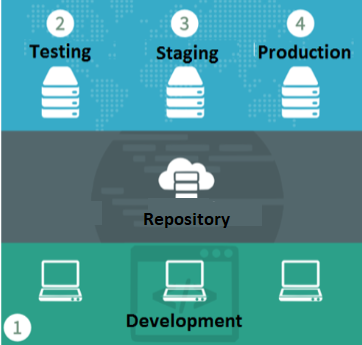 2 3 4
Testing Staging Production
Repository
1 Development